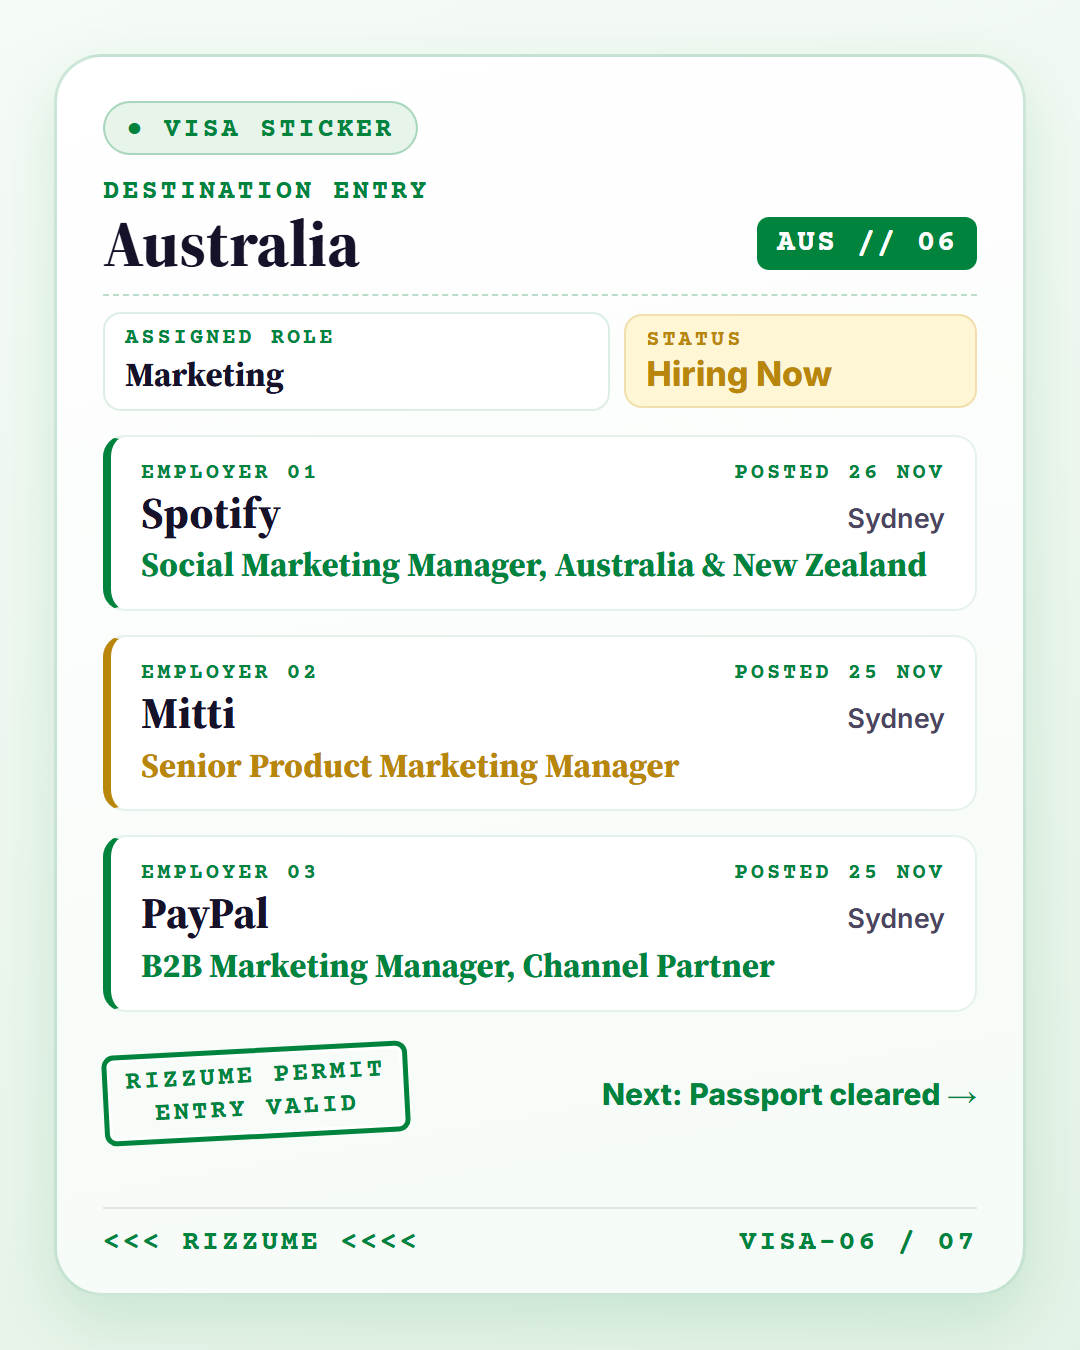 ● VISA STICKER
DESTINATION ENTRY
Australia
AUS // 06
ASSIGNED ROLE
Marketing
STATUS
Hiring Now
EMPLOYER 01
POSTED 26 NOV
Spotify
Sydney
Social Marketing Manager, Australia & New Zealand
EMPLOYER 02
POSTED 25 NOV
Mitti
Sydney
Senior Product Marketing Manager
EMPLOYER 03
POSTED 25 NOV
PayPal
Sydney
B2B Marketing Manager, Channel Partner
RIZZUME PERMIT
ENTRY VALID
Next: Passport cleared →
<<< RIZZUME <<<<
VISA-06 / 07